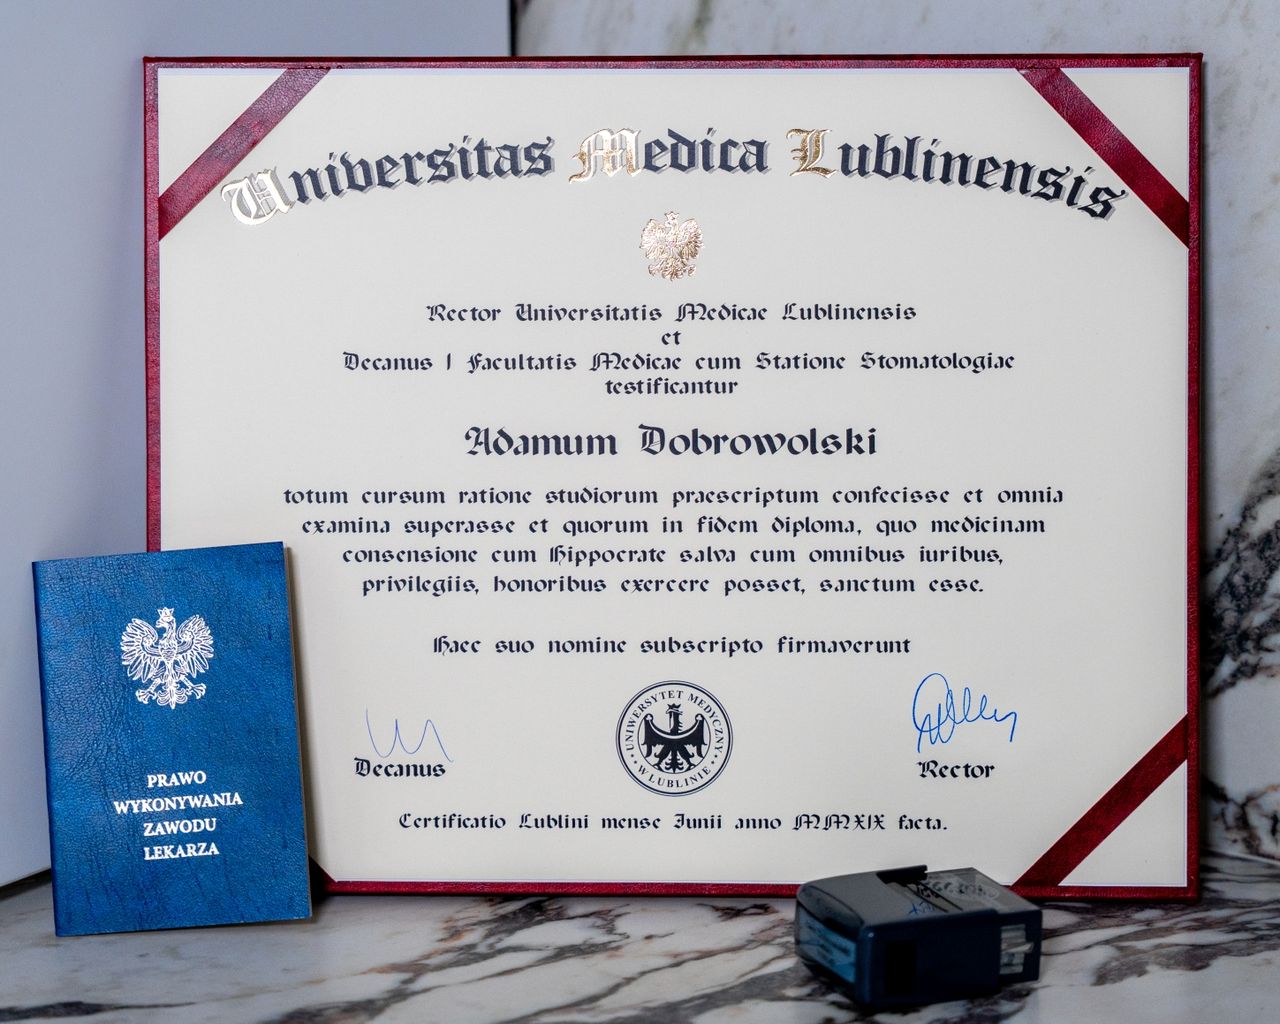 Universitas Medica Lublinensis
Rector Universitatis Medicae Lublinensis
et
Decanus I Facultatis Medicae cum Statione Stomatologiae
testificantur
Adamum Dobrowolski
totum cursum ratione studiorum praescriptum confecisse et omnia
examina superasse et quorum in fidem diploma, quo medicinam
consensione cum Hippocrate salva cum omnibus iuribus,
privilegiis, honoribus exercere posset, sanctum esse.
Haec suo nomine subscripto firmaverunt
Decanus
UNIWERSYTET MEDYCZNY
W LUBLINIE
Rector
Certificatio Lublini mense Junii anno MMXIX facta.
PRAWO
WYKONYWANIA
ZAWODU
LEKARZA